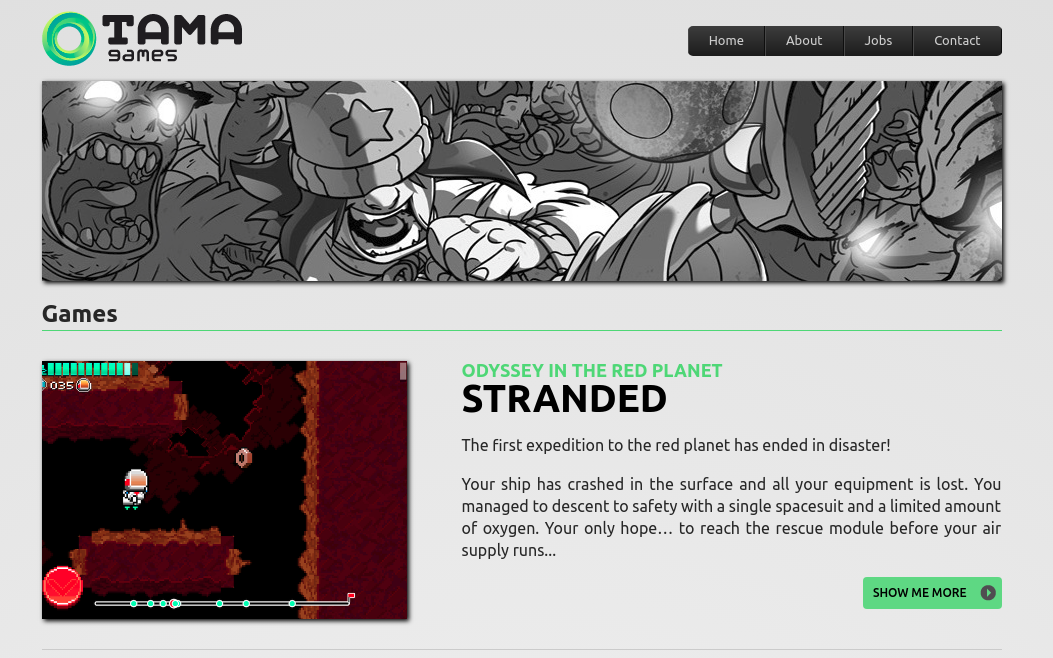 TAMA
games
Home
About
Jobs
Contact
Games
035
ODYSSEY IN THE RED PLANET
STRANDED
The first expedition to the red planet has ended in disaster!
Your ship has crashed in the surface and all your equipment is lost. You
managed to descent to safety with a single spacesuit and a limited amount
of oxygen. Your only hope… to reach the rescue module before your air
supply runs...
SHOW ME MORE